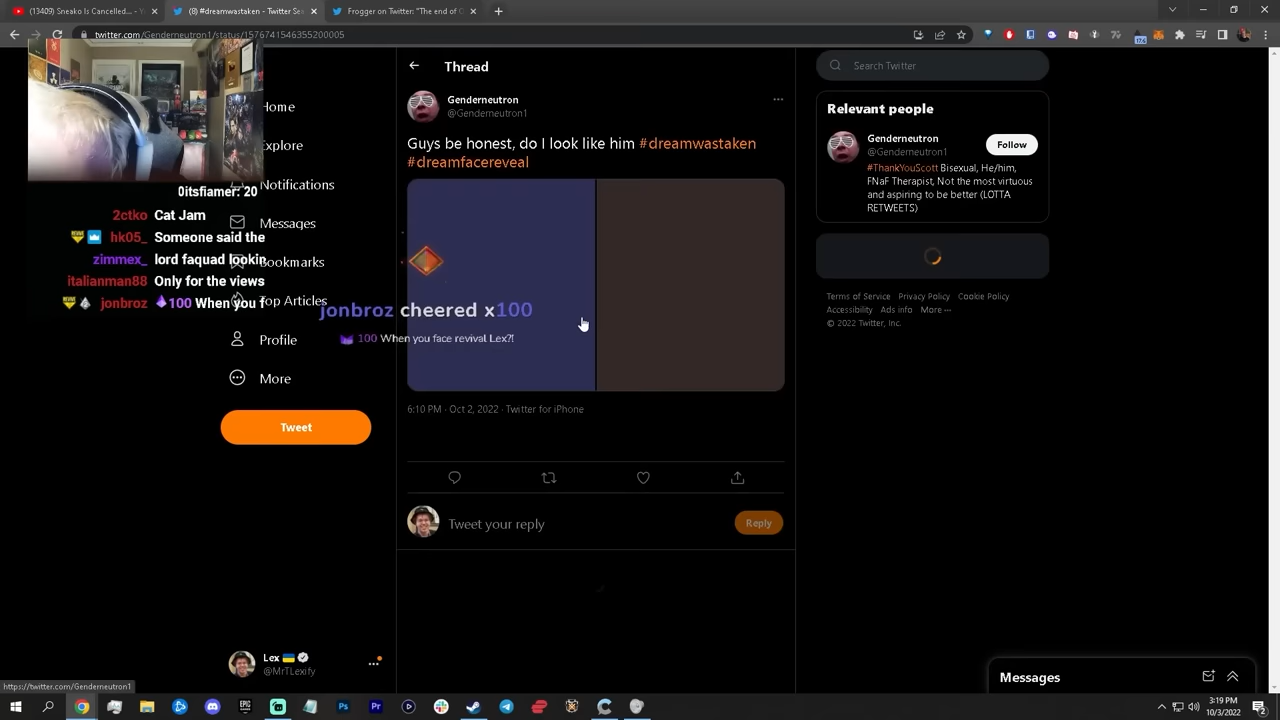 (13409) Sneako Is Cancelled... - Y
(8) #dreamwastaken - Twitter Se
Frogger on Twitter: "The end of C
twitter.com/Genderneutron1/status/1576741546355200005
0itsfiamer: 20
2ctko Cat Jam
hk05_ Someone said the
zimmex_ lord faquad lookin
italianman88 Only for the views
jonbroz 100 When you f
Home
Explore
Notifications
Messages
Bookmarks
Top Articles
Profile
More
Tweet
Lex
@MrTLexify
Thread
Genderneutron
@Genderneutron1
Guys be honest, do I look like him #dreamwastaken
#dreamfacereveal
jonbroz cheered x100
100 When you face revival Lex?!
6:10 PM · Oct 2, 2022 · Twitter for iPhone
Tweet your reply
Reply
Search Twitter
Relevant people
Genderneutron
@Genderneutron1
Follow
#ThankYouScott Bisexual, He/him,
FNaF Therapist, Not the most virtuous
and aspiring to be better (LOTTA
RETWEETS)
Terms of Service Privacy Policy Cookie Policy
Accessibility Ads info More
© 2022 Twitter, Inc.
Messages
https://twitter.com/Genderneutron1
3:19 PM
10/3/2022